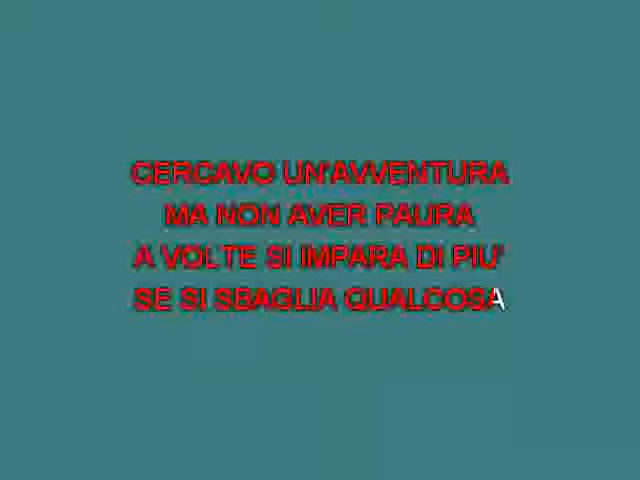 CERCAVO UN'AVVENTURA
MA NON AVER PAURA
A VOLTE SI IMPARA DI PIU'
SE SI SBAGLIA QUALCOSA